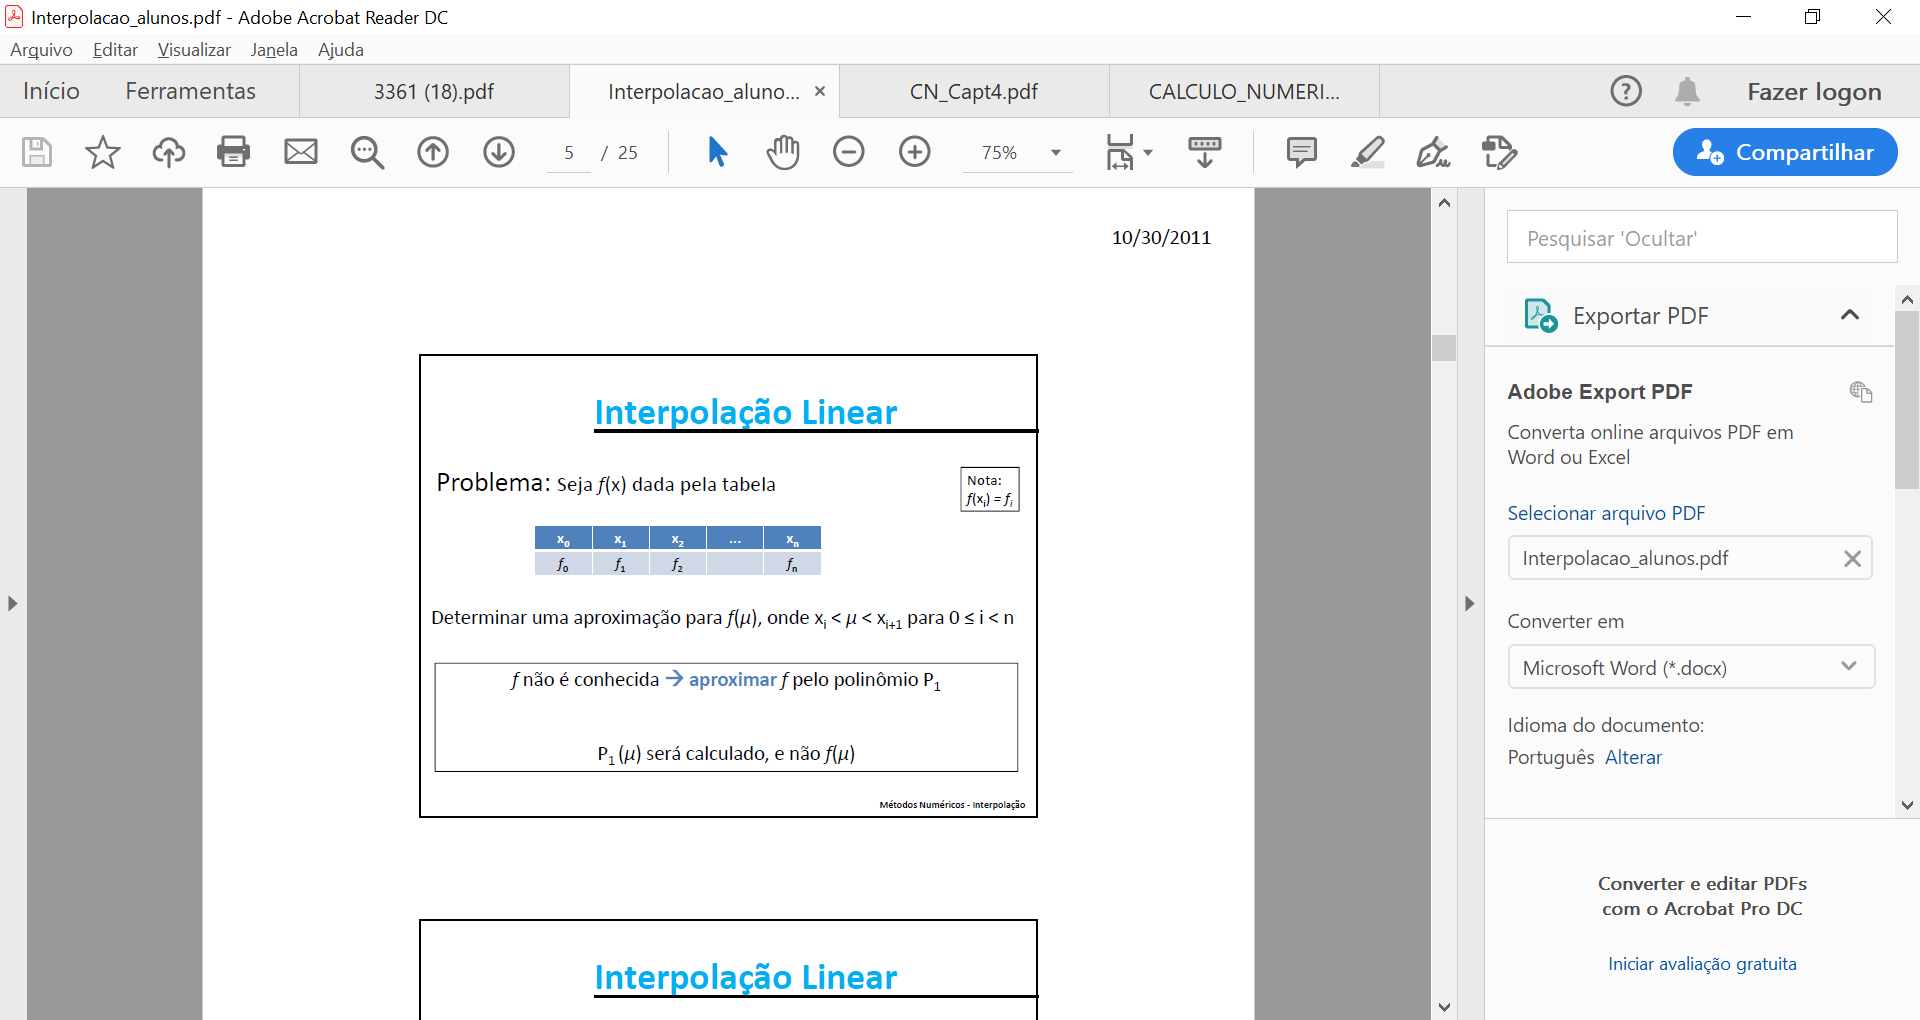 Interpolacao_alunos.pdf - Adobe Acrobat Reader DC
Arquivo Editar Visualizar Janela Ajuda
Início Ferramentas 3361 (18).pdf Interpolacao_aluno... × CN_Capt4.pdf CALCULO_NUMERI... Fazer logon
5 / 25 75% Compartilhar
10/30/2011
Interpolação Linear
Problema: Seja f(x) dada pela tabela
Nota:
f(xi) = fi
x0 x1 x2 ... xn
f0 f1 f2 fn
Determinar uma aproximação para f(μ), onde xi < μ < xi+1 para 0 ≤ i < n
f não é conhecida → aproximar f pelo polinômio P1
P1 (μ) será calculado, e não f(μ)
Métodos Numéricos - Interpolação
Interpolação Linear
Pesquisar 'Ocultar'
Exportar PDF
Adobe Export PDF
Converta online arquivos PDF em
Word ou Excel
Selecionar arquivo PDF
Interpolacao_alunos.pdf
Converter em
Microsoft Word (*.docx)
Idioma do documento:
Português Alterar
Converter e editar PDFs
com o Acrobat Pro DC
Iniciar avaliação gratuita